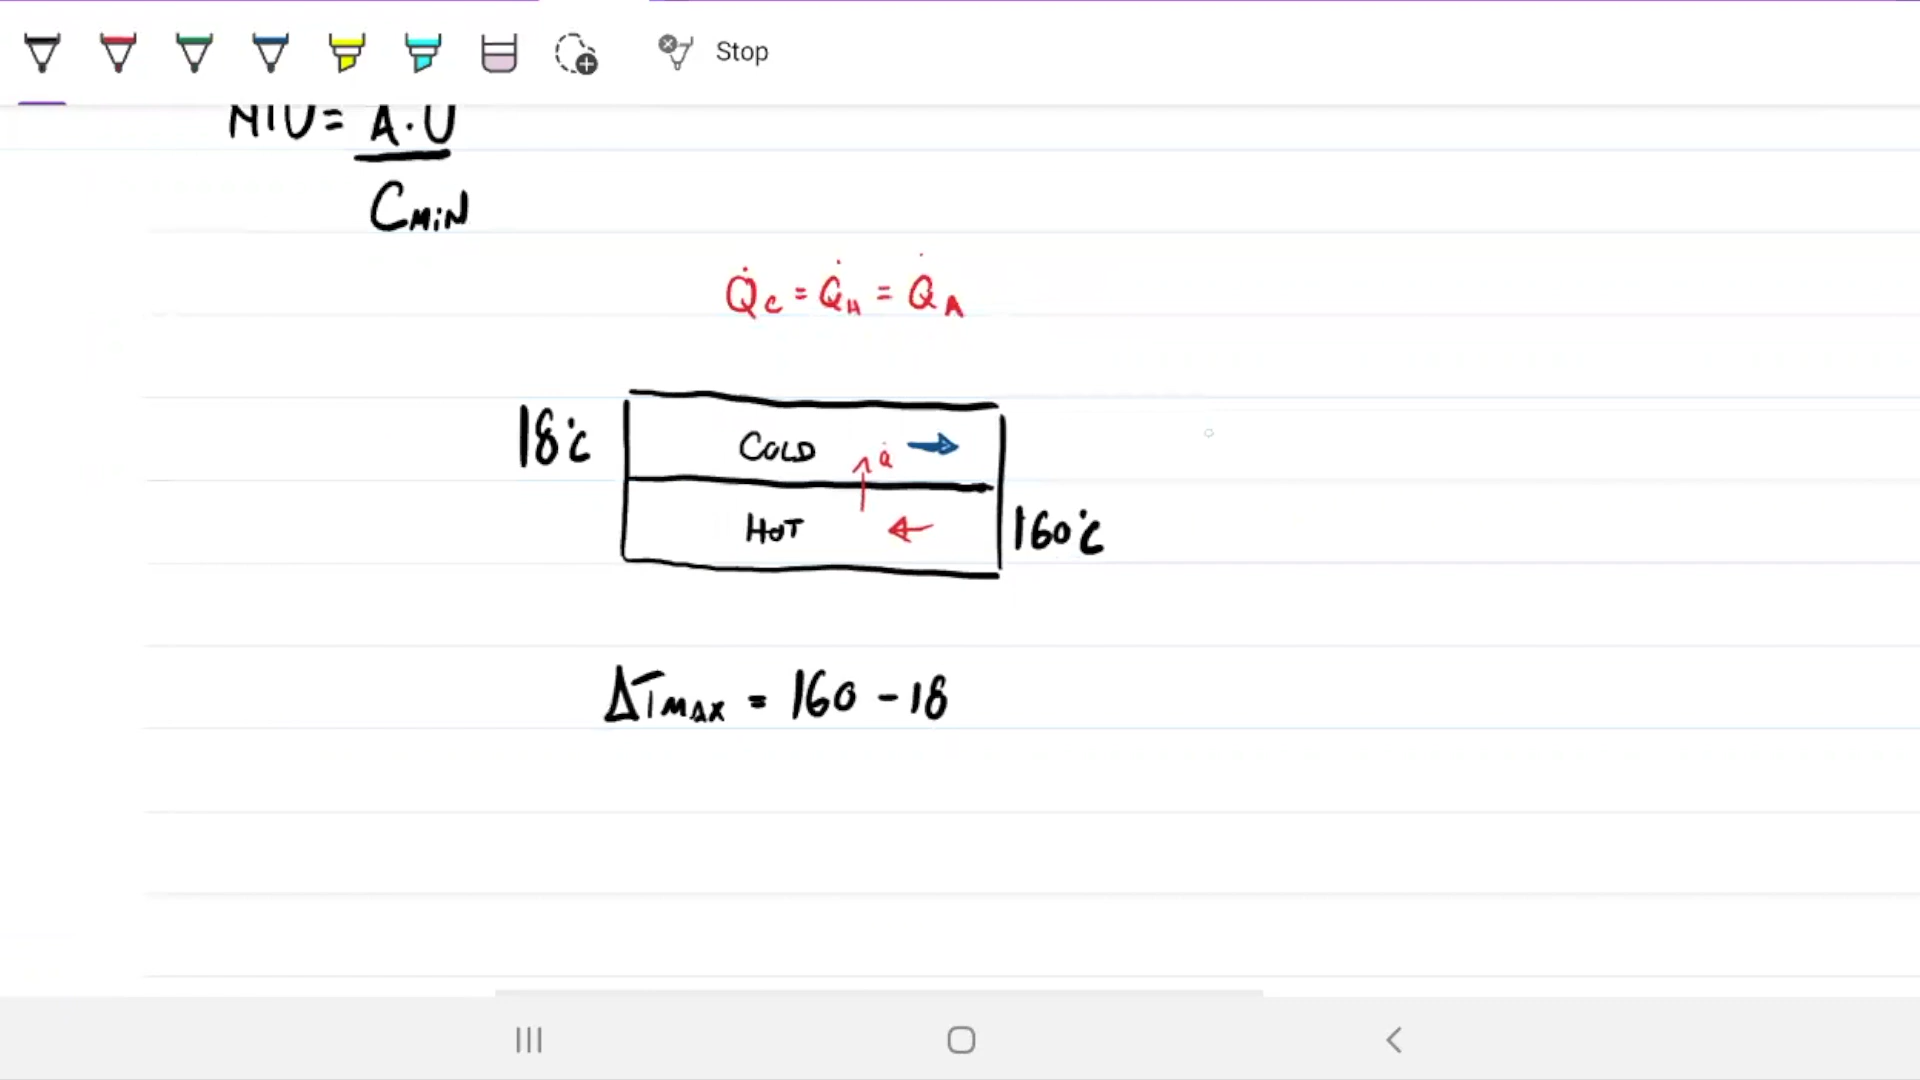 Stop
NTU = A·U
CMIN
Q̇C = Q̇H = Q̇A
18°C
COLD
Q̇
HOT
160°C
ΔTMAX = 160 - 18